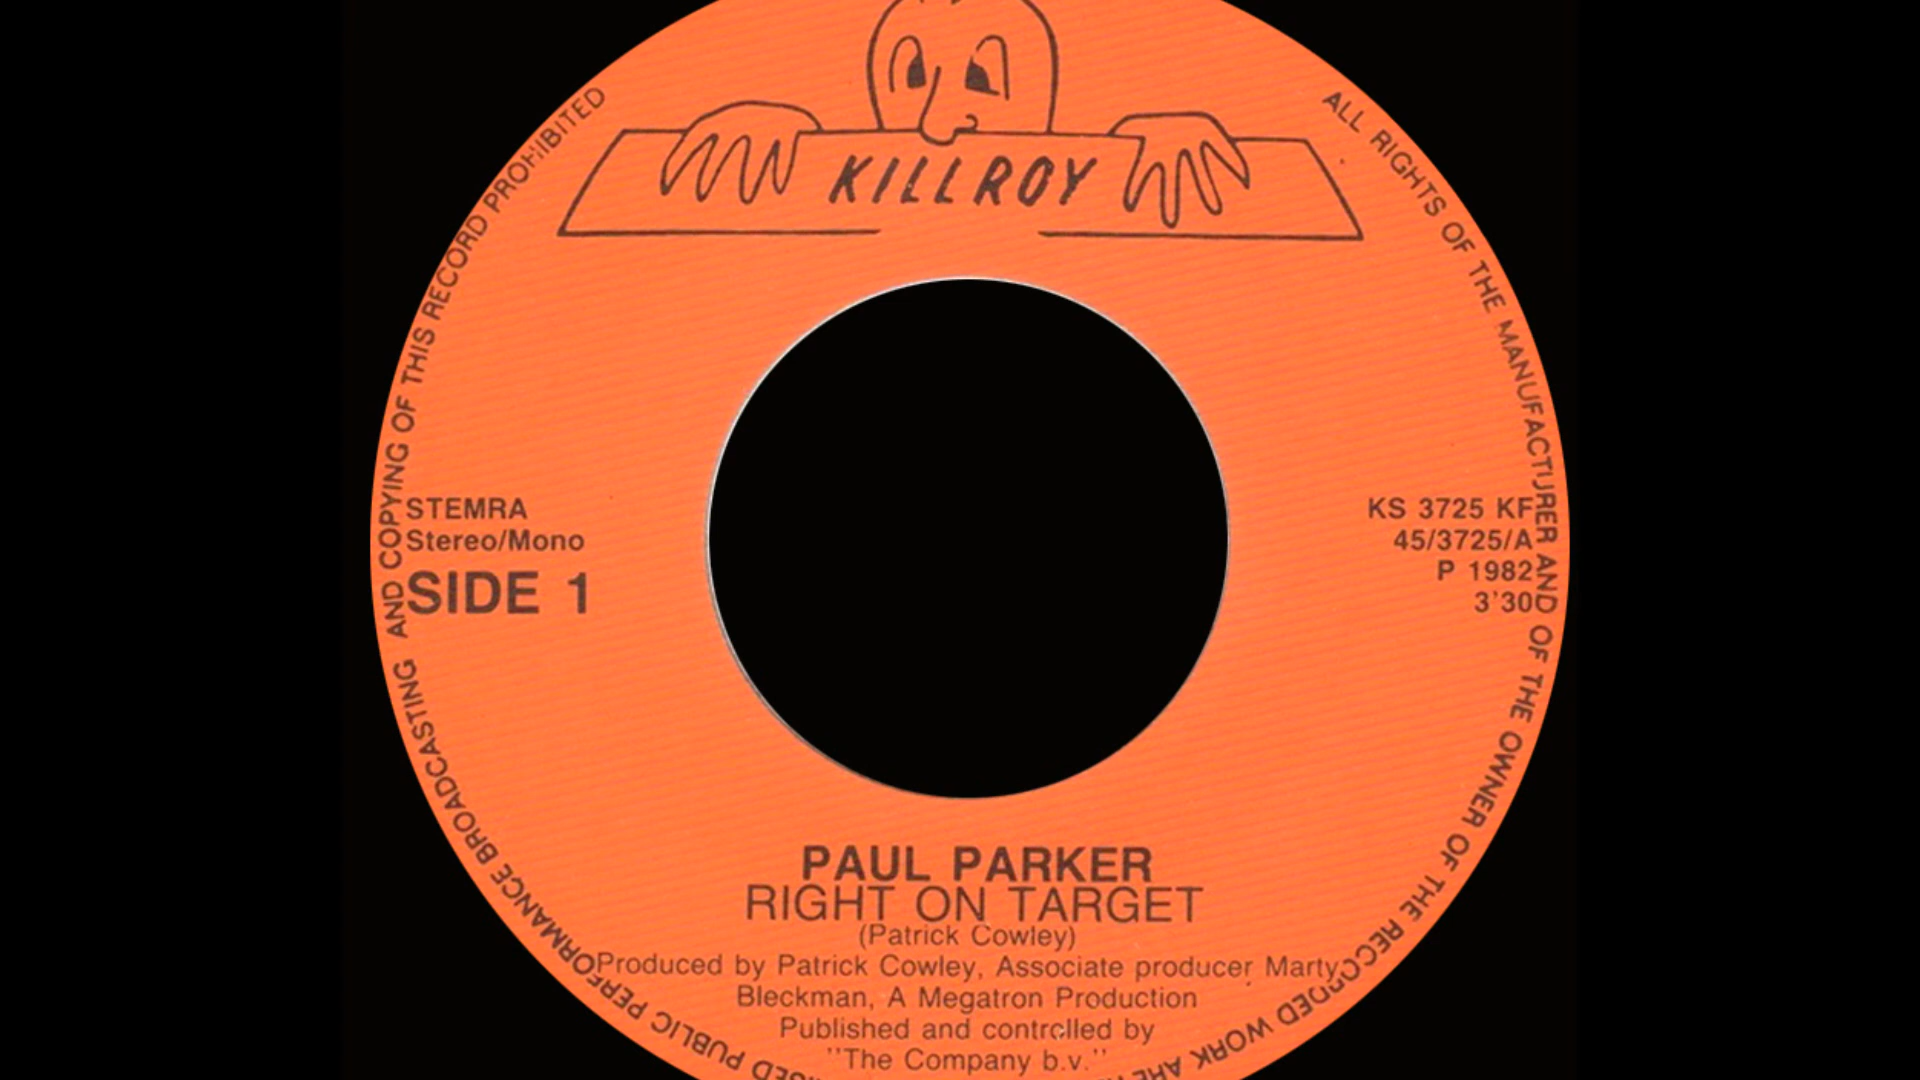 KILLROY
ALL RIGHTS OF THE MANUFACTURER AND OF THE OWNER OF THE RECORDED WORK ARE
PUBLIC PERFORMANCE BROADCASTING AND COPYING OF THIS RECORD PROHIBITED
STEMRA
Stereo/Mono
SIDE 1
KS 3725 KF
45/3725/A
P 1982
3'30
PAUL PARKER
RIGHT ON TARGET
(Patrick Cowley)
Produced by Patrick Cowley, Associate producer Marty
Bleckman, A Megatron Production
Published and controlled by
"The Company b.v."